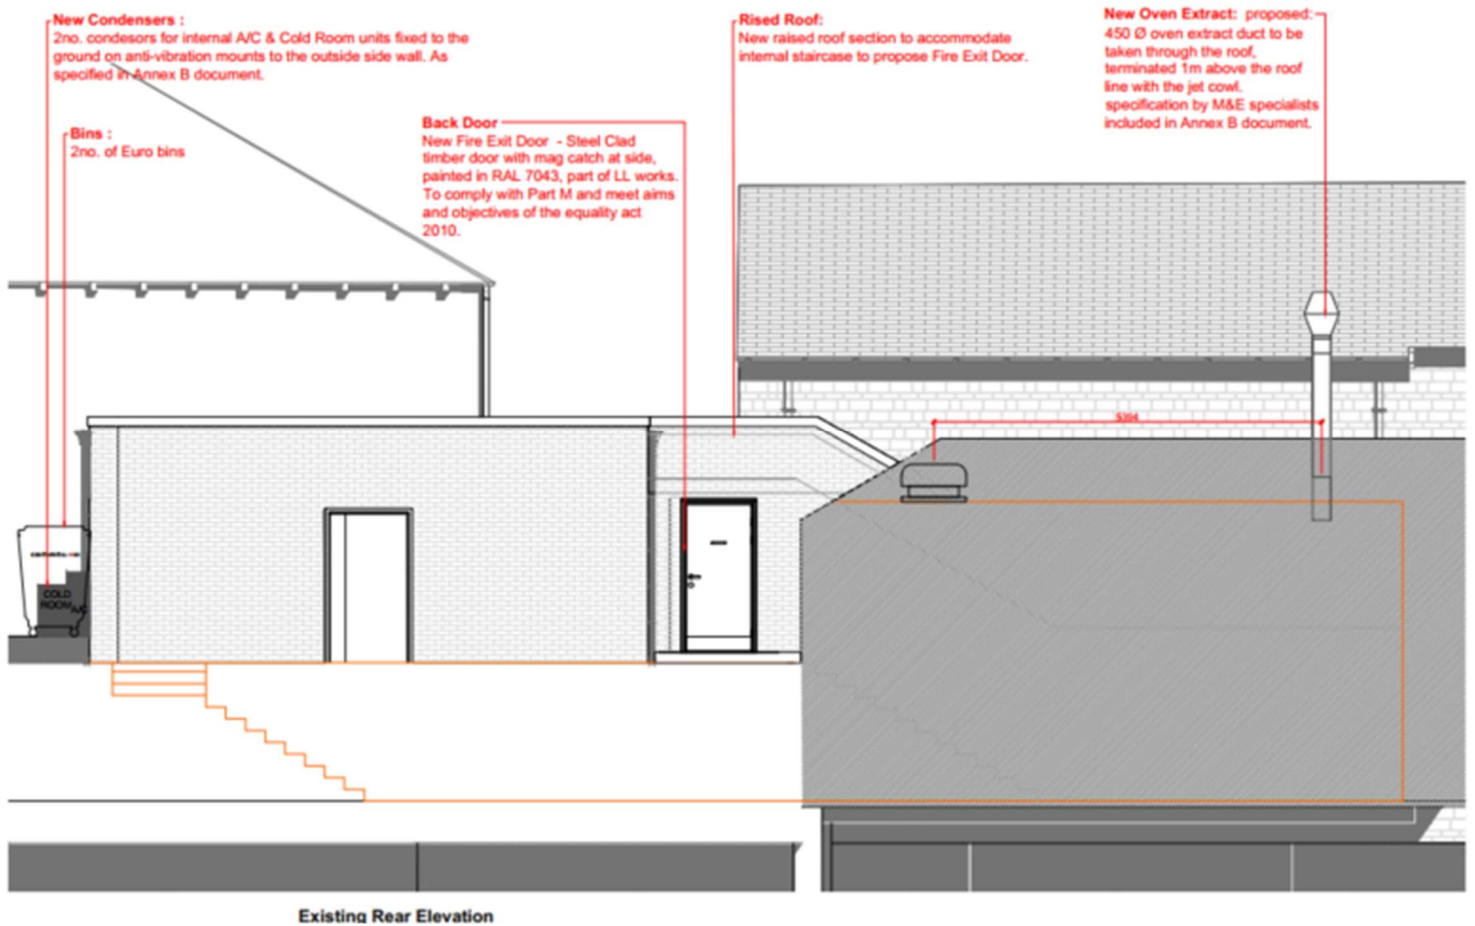 New Condensers :
2no. condesors for internal A/C & Cold Room units fixed to the
ground on anti-vibration mounts to the outside side wall. As
specified in Annex B document.
Bins :
2no. of Euro bins
Back Door
New Fire Exit Door - Steel Clad
timber door with mag catch at side,
painted in RAL 7043, part of LL works.
To comply with Part M and meet aims
and objectives of the equality act
2010.
Rised Roof:
New raised roof section to accommodate
internal staircase to propose Fire Exit Door.
New Oven Extract: proposed:
450 Ø oven extract duct to be
taken through the roof,
terminated 1m above the roof
line with the jet cowl.
specification by M&E specialists
included in Annex B document.
5394
COLD
ROOM
A/C
Existing Rear Elevation